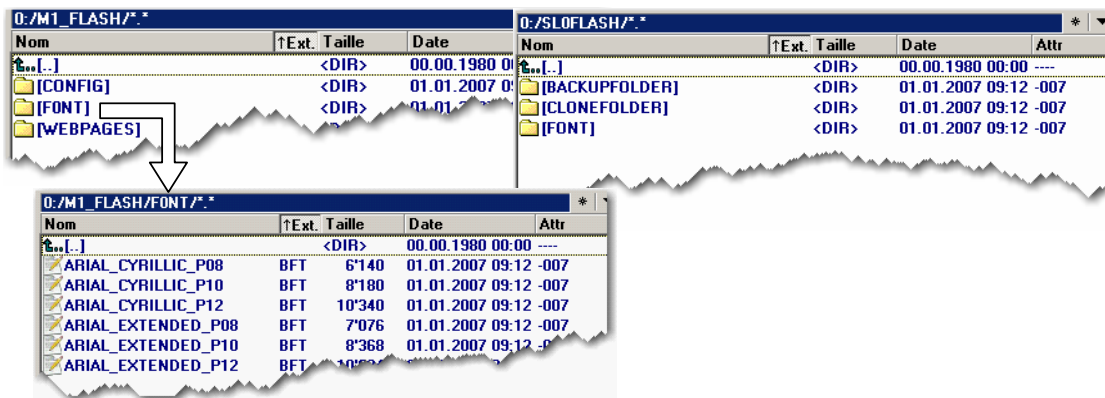 0:/M1_FLASH/*.*
Nom ↑Ext. Taille Date
[..] <DIR> 00.00.1980
[CONFIG] <DIR> 01.01.2007
[FONT] <DIR> 01.01.2007
[WEBPAGES]
0:/SL0FLASH/*.* *
Nom ↑Ext. Taille Date Attr
[..] <DIR> 00.00.1980 00:00 ----
[BACKUPFOLDER] <DIR> 01.01.2007 09:12 -007
[CLONEFOLDER] <DIR> 01.01.2007 09:12 -007
[FONT] <DIR> 01.01.2007 09:12 -007
0:/M1_FLASH/FONT/*.* *
Nom ↑Ext. Taille Date Attr
[..] <DIR> 00.00.1980 00:00 ----
ARIAL_CYRILLIC_P08 BFT 6'140 01.01.2007 09:12 -007
ARIAL_CYRILLIC_P10 BFT 8'180 01.01.2007 09:12 -007
ARIAL_CYRILLIC_P12 BFT 10'340 01.01.2007 09:12 -007
ARIAL_EXTENDED_P08 BFT 7'076 01.01.2007 09:12 -007
ARIAL_EXTENDED_P10 BFT 8'368 01.01.2007 09:12
ARIAL_EXTENDED_P12 BFT